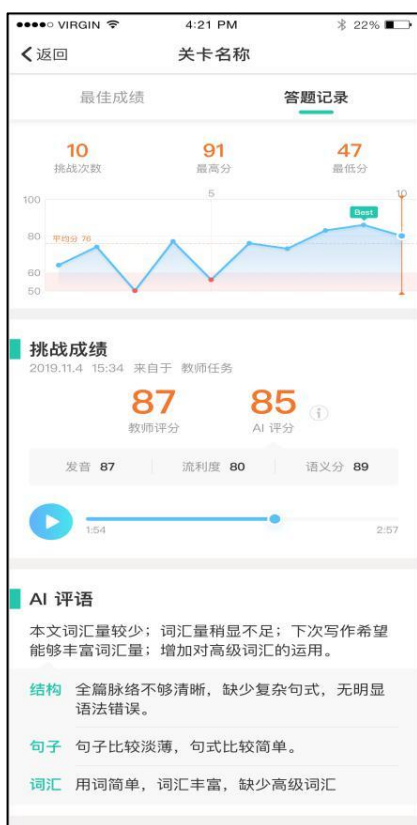 VIRGIN 4:21 PM 22%
返回 关卡名称
最佳成绩 答题记录
10 91 47
挑战次数 最高分 最低分
100 5 10
Best
80 平均分 76
60
50
挑战成绩
2019.11.4 15:34 来自于 教师任务
87 85
教师评分 AI 评分 i
发音 87 流利度 80 语义分 89
1:54 2:57
AI 评语
本文词汇量较少；词汇量稍显不足；下次写作希望
能够丰富词汇量；增加对高级词汇的运用。
结构 全篇脉络不够清晰，缺少复杂句式，无明显
语法错误。
句子 句子比较淡薄，句式比较简单。
词汇 用词简单，词汇丰富，缺少高级词汇